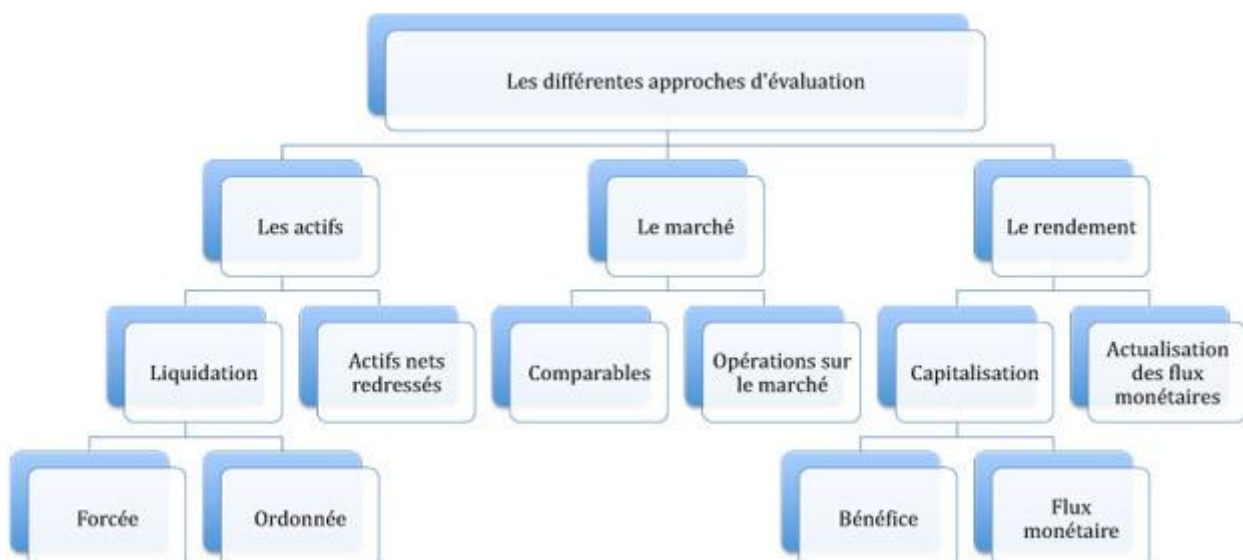 Les différentes approches d'évaluation
Les actifs
Le marché
Le rendement
Liquidation
Actifs nets
redressés
Comparables
Opérations sur
le marché
Capitalisation
Actualisation
des flux
monétaires
Forcée
Ordonnée
Bénéfice
Flux
monétaire